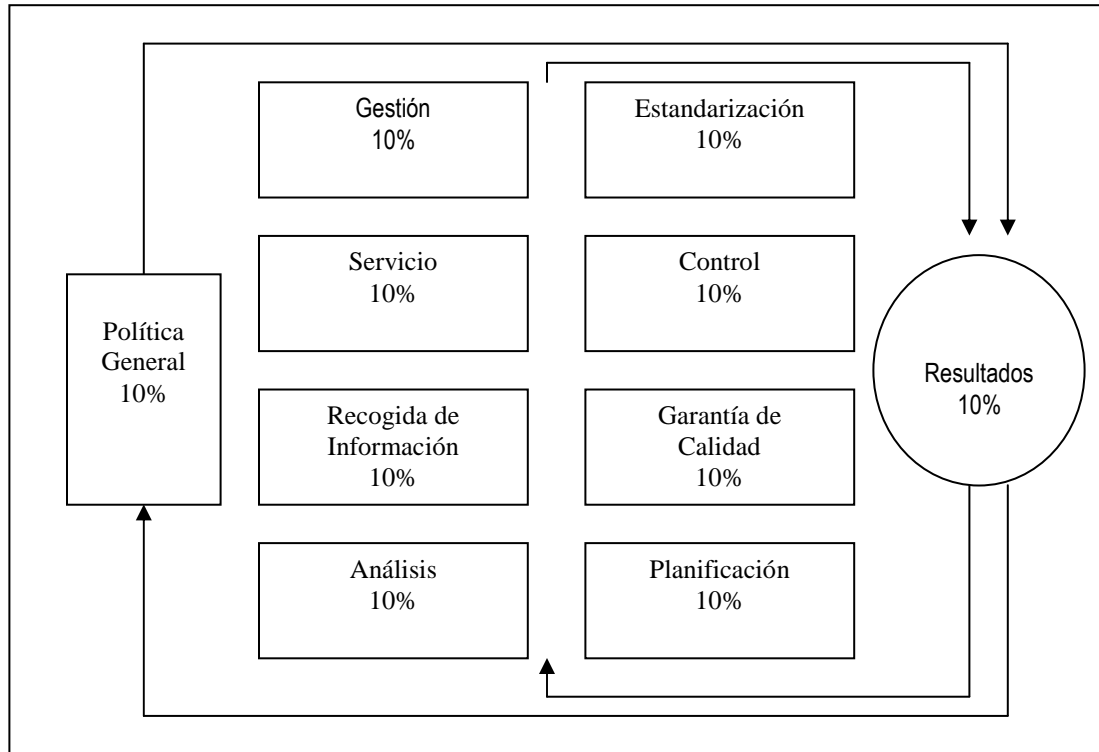 Gestión
10%
Estandarización
10%
Servicio
10%
Control
10%
Política
General
10%
Resultados
10%
Recogida de
Información
10%
Garantía de
Calidad
10%
Análisis
10%
Planificación
10%